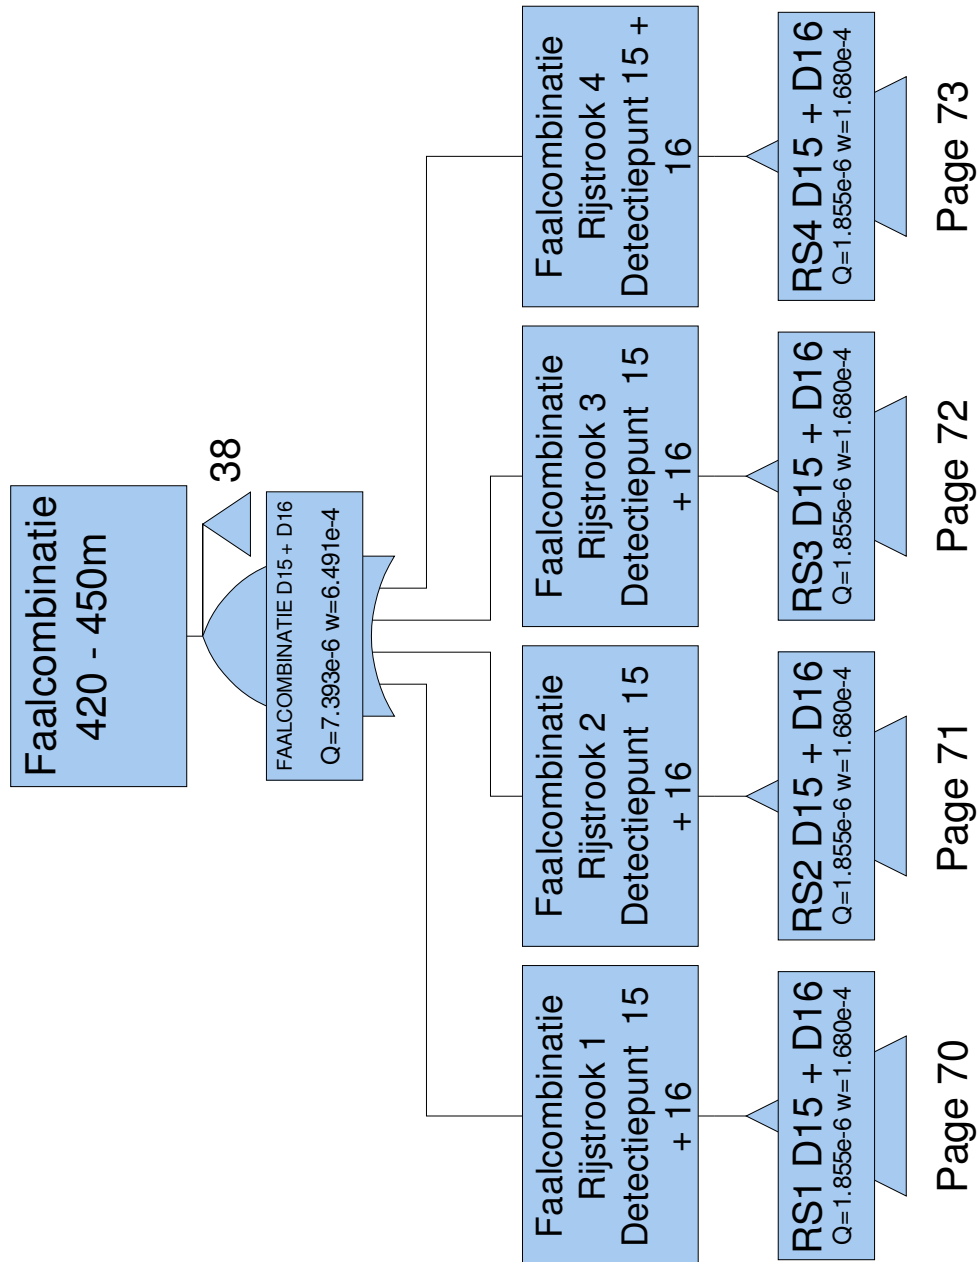 Faalcombinatie
420 - 450m
38
FAALCOMBINATIE D15 + D16
Q=7.393e-6 w=6.491e-4
Faalcombinatie
Rijstrook 1
Detectiepunt 15
+ 16
RS1 D15 + D16
Q=1.855e-6 w=1.680e-4
Page 70
Faalcombinatie
Rijstrook 2
Detectiepunt 15
+ 16
RS2 D15 + D16
Q=1.855e-6 w=1.680e-4
Page 71
Faalcombinatie
Rijstrook 3
Detectiepunt 15
+ 16
RS3 D15 + D16
Q=1.855e-6 w=1.680e-4
Page 72
Faalcombinatie
Rijstrook 4
Detectiepunt 15 +
16
RS4 D15 + D16
Q=1.855e-6 w=1.680e-4
Page 73